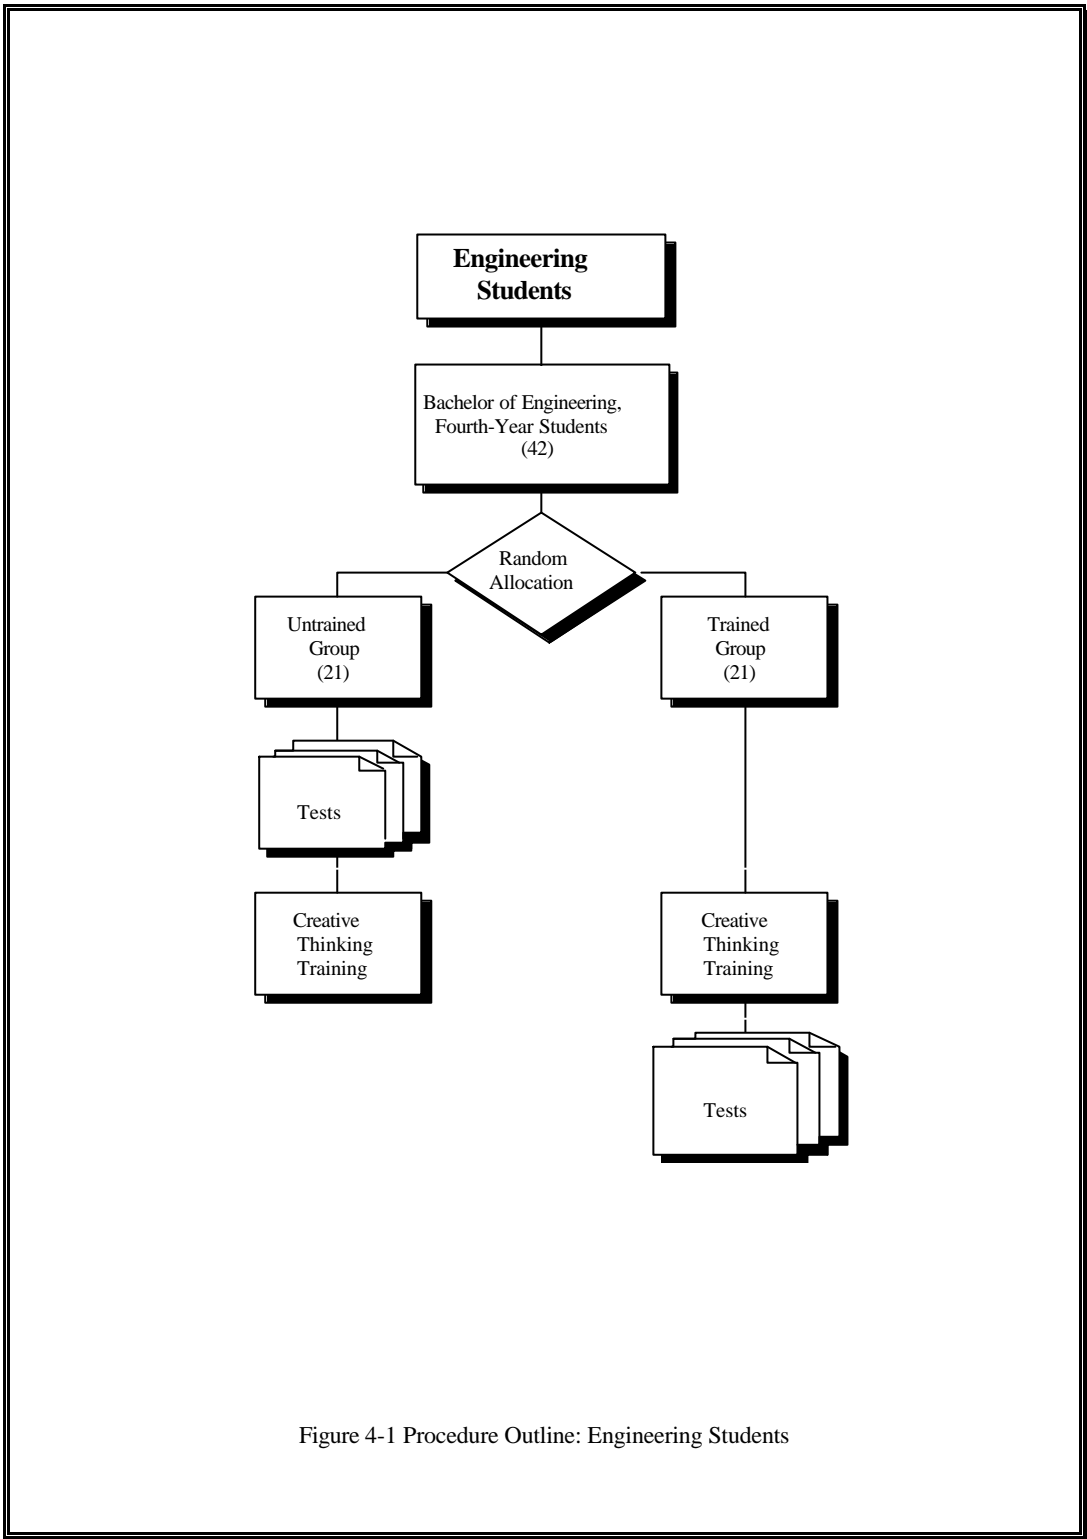 Engineering
Students
Bachelor of Engineering,
Fourth-Year Students
(42)
Random
Allocation
Untrained
Group
(21)
Trained
Group
(21)
Tests
Creative
Thinking
Training
Creative
Thinking
Training
Tests
Figure 4-1 Procedure Outline: Engineering Students